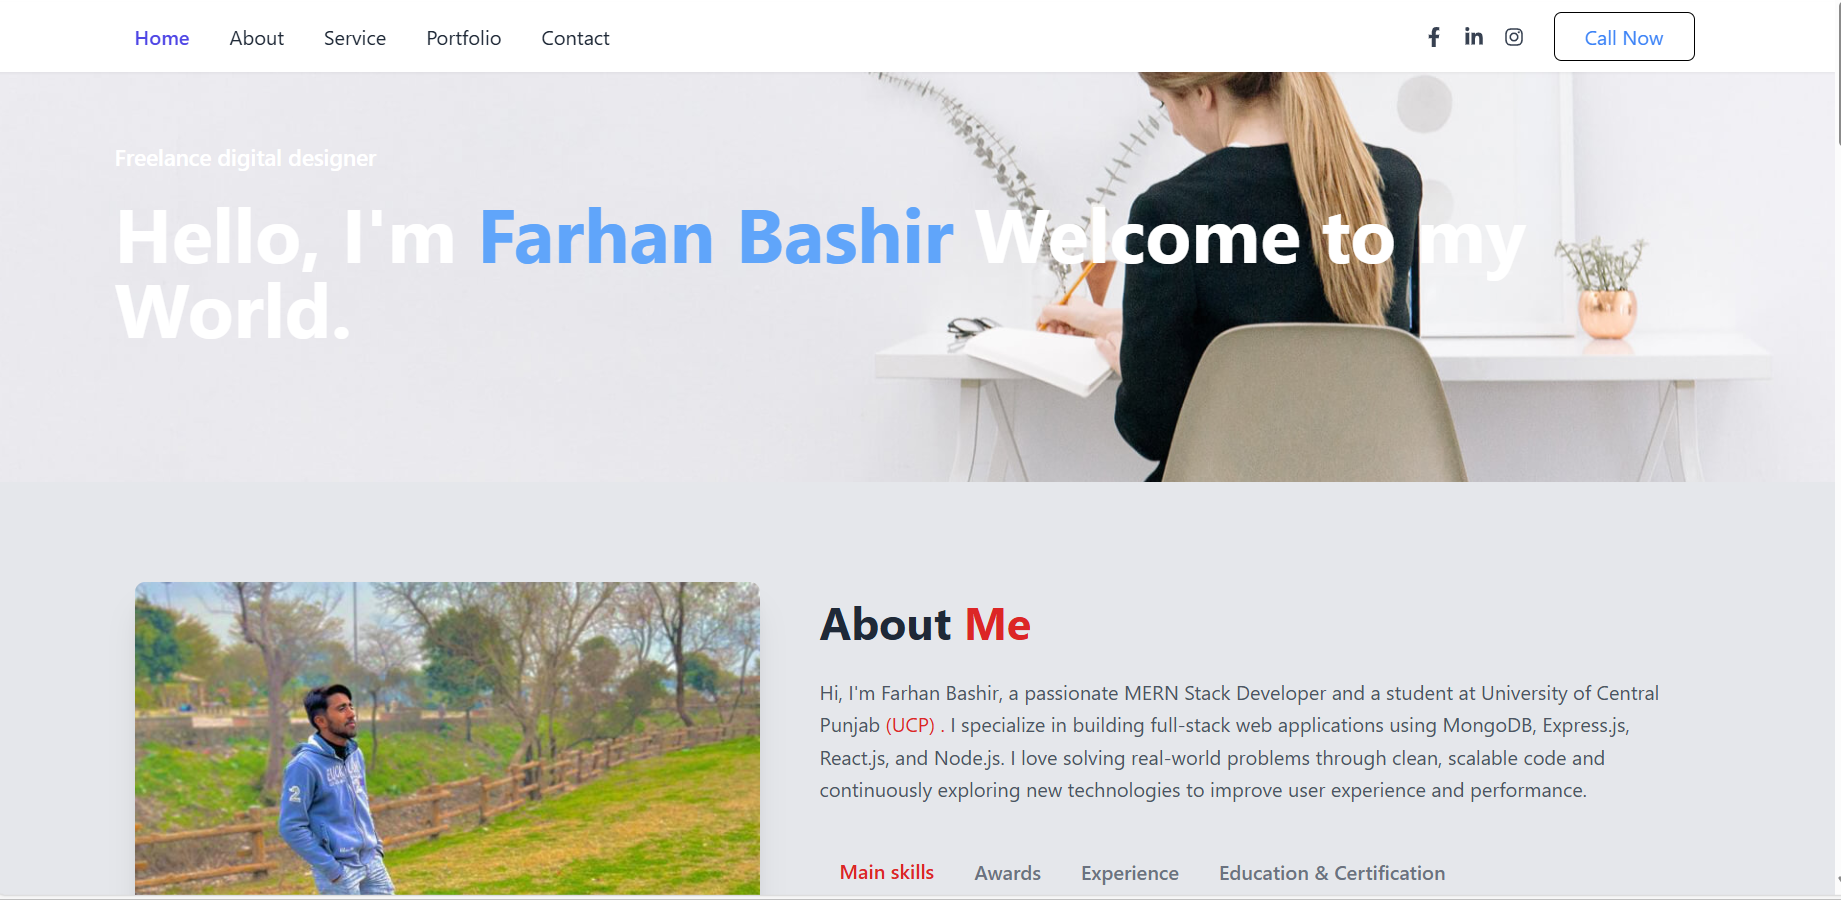 Home About Service Portfolio Contact Call Now
Freelance digital designer
Hello, I'm Farhan Bashir Welcome to my
World.
About Me
Hi, I'm Farhan Bashir, a passionate MERN Stack Developer and a student at University of Central
Punjab (UCP) . I specialize in building full-stack web applications using MongoDB, Express.js,
React.js, and Node.js. I love solving real-world problems through clean, scalable code and
continuously exploring new technologies to improve user experience and performance.
Main skills Awards Experience Education & Certification
2